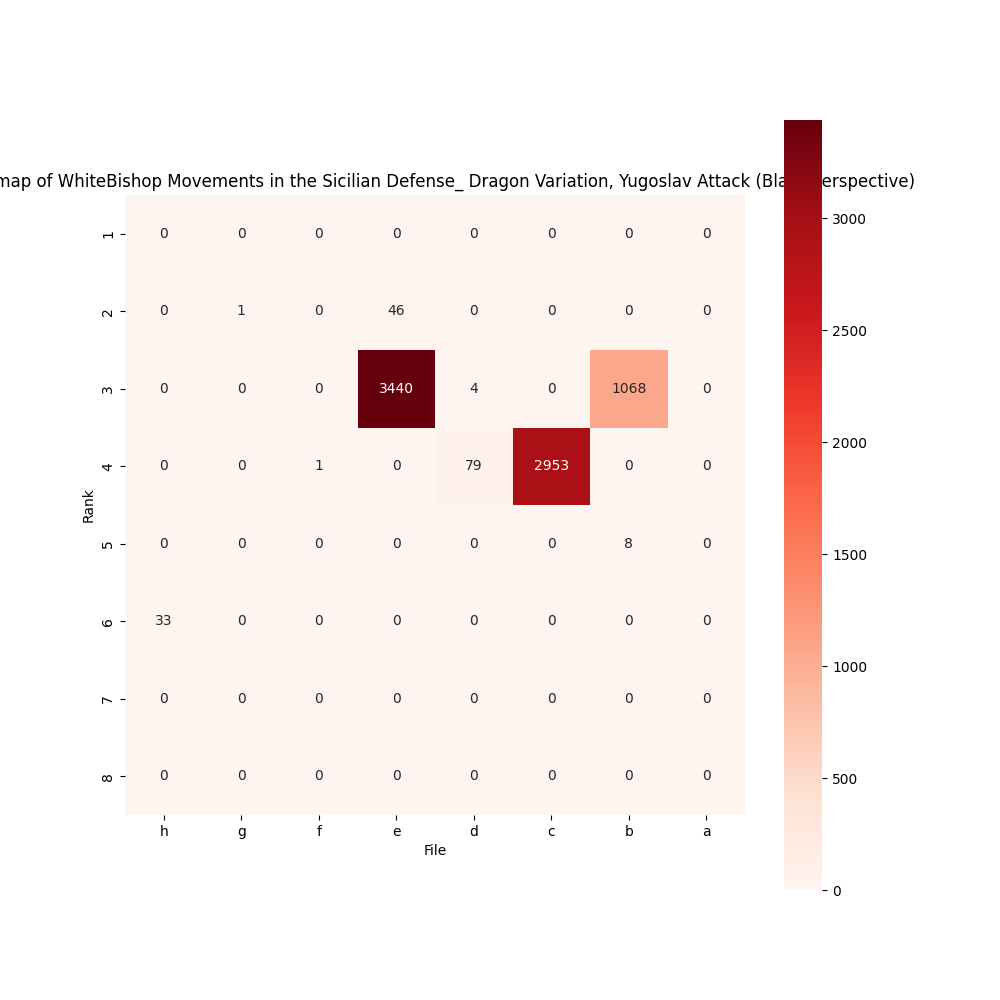 map of WhiteBishop Movements in the Sicilian Defense_ Dragon Variation, Yugoslav Attack (Bla erspective)
1 0 0 0 0 0 0 0 0
2 0 1 0 46 0 0 0 0
3 0 0 0 3440 4 0 1068 0
4 0 0 1 0 79 2953 0 0
5 0 0 0 0 0 0 8 0
6 33 0 0 0 0 0 0 0
7 0 0 0 0 0 0 0 0
8 0 0 0 0 0 0 0 0
Rank
h g f e d c b a
File
3000
2500
2000
1500
1000
500
0